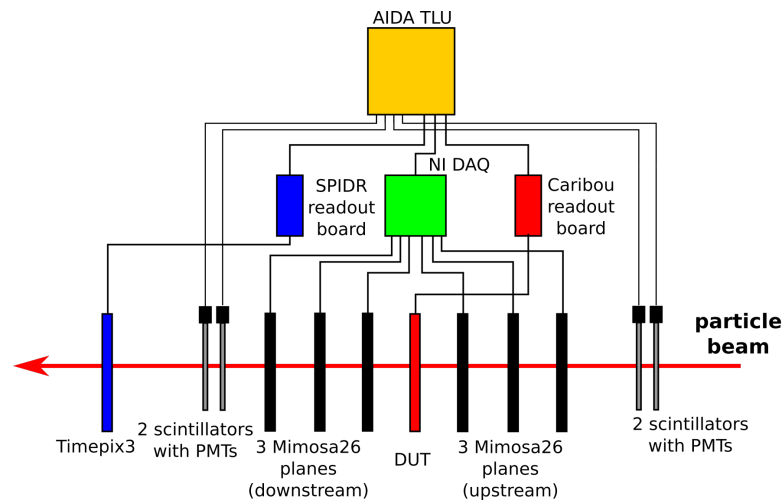 AIDA TLU
NI DAQ
SPIDR
readout
board
Caribou
readout
board
particle
beam
Timepix3
2 scintillators
with PMTs
3 Mimosa26
planes
(downstream)
DUT
3 Mimosa26
planes
(upstream)
2 scintillators
with PMTs